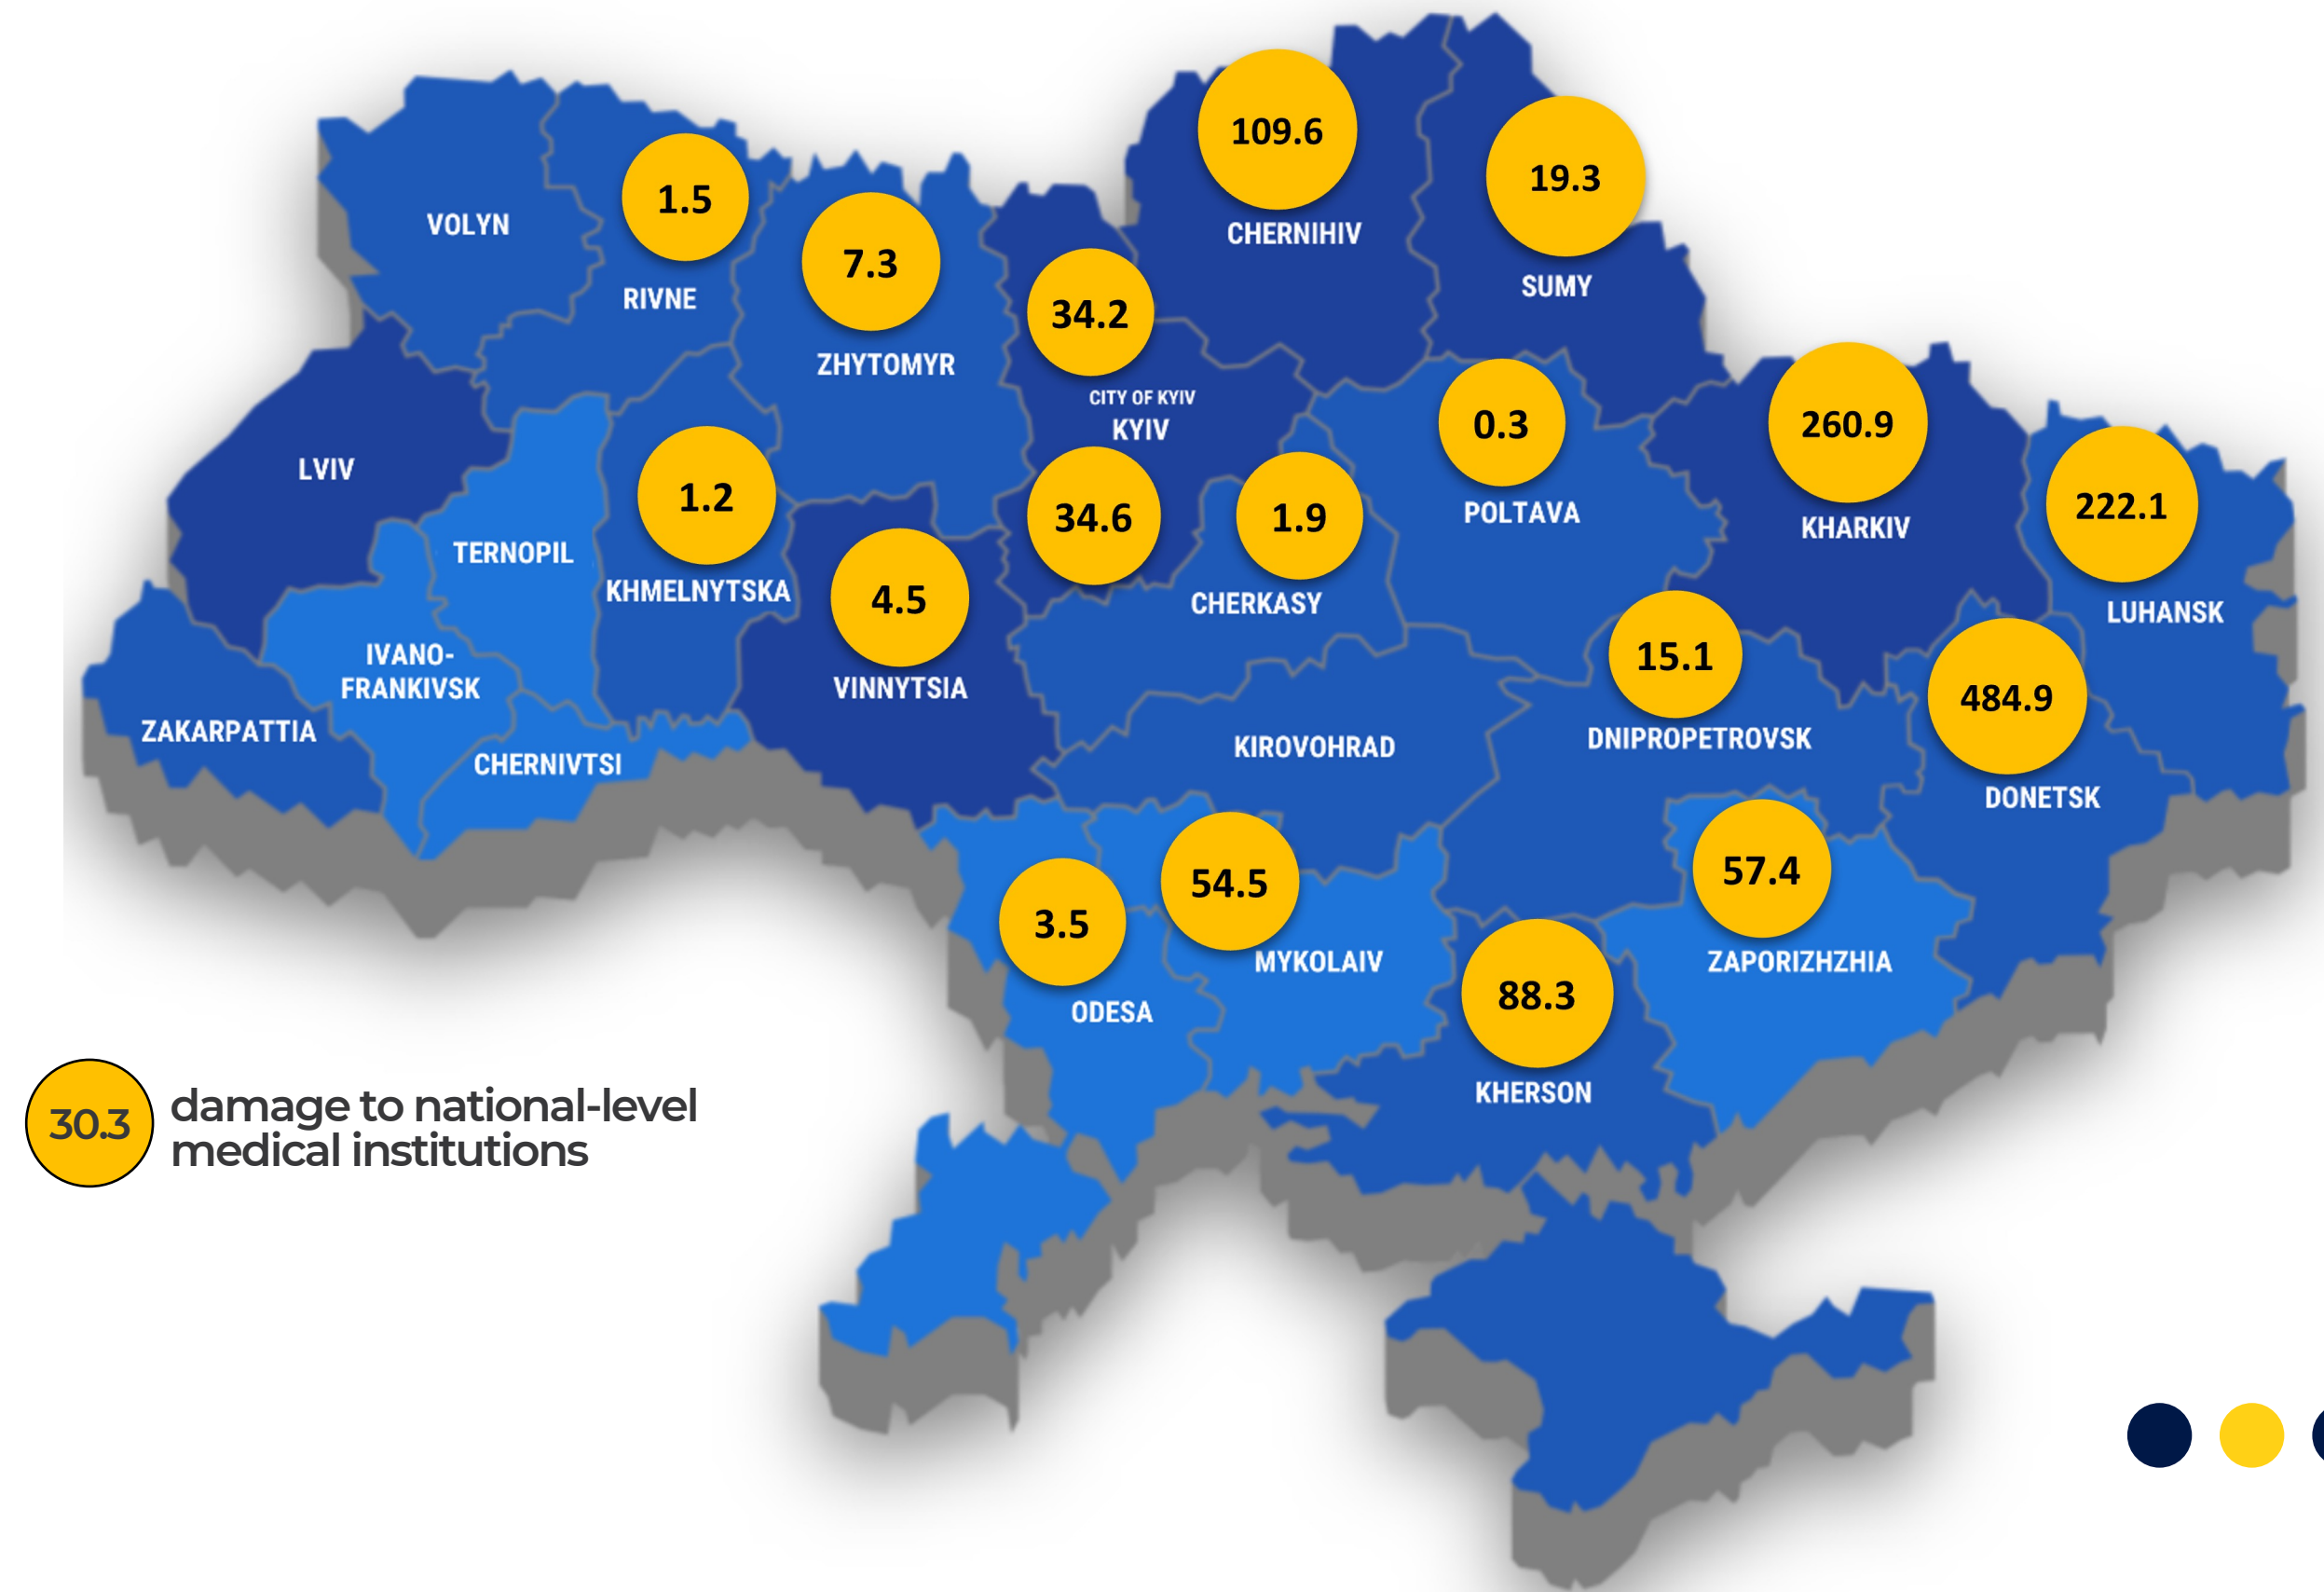 109.6
CHERNIHIV
19.3
SUMY
VOLYN
1.5
RIVNE
7.3
ZHYTOMYR
34.2
CITY OF KYIV
KYIV
34.6
LVIV
TERNOPIL
1.2
KHMELNYTSKA
4.5
VINNYTSIA
1.9
CHERKASY
0.3
POLTAVA
260.9
KHARKIV
222.1
LUHANSK
IVANO-
FRANKIVSK
ZAKARPATTIA
CHERNIVTSI
KIROVOHRAD
15.1
DNIPROPETROVSK
484.9
DONETSK
3.5
ODESA
54.5
MYKOLAIV
88.3
KHERSON
57.4
ZAPORIZHZHIA
30.3
damage to national-level
medical institutions